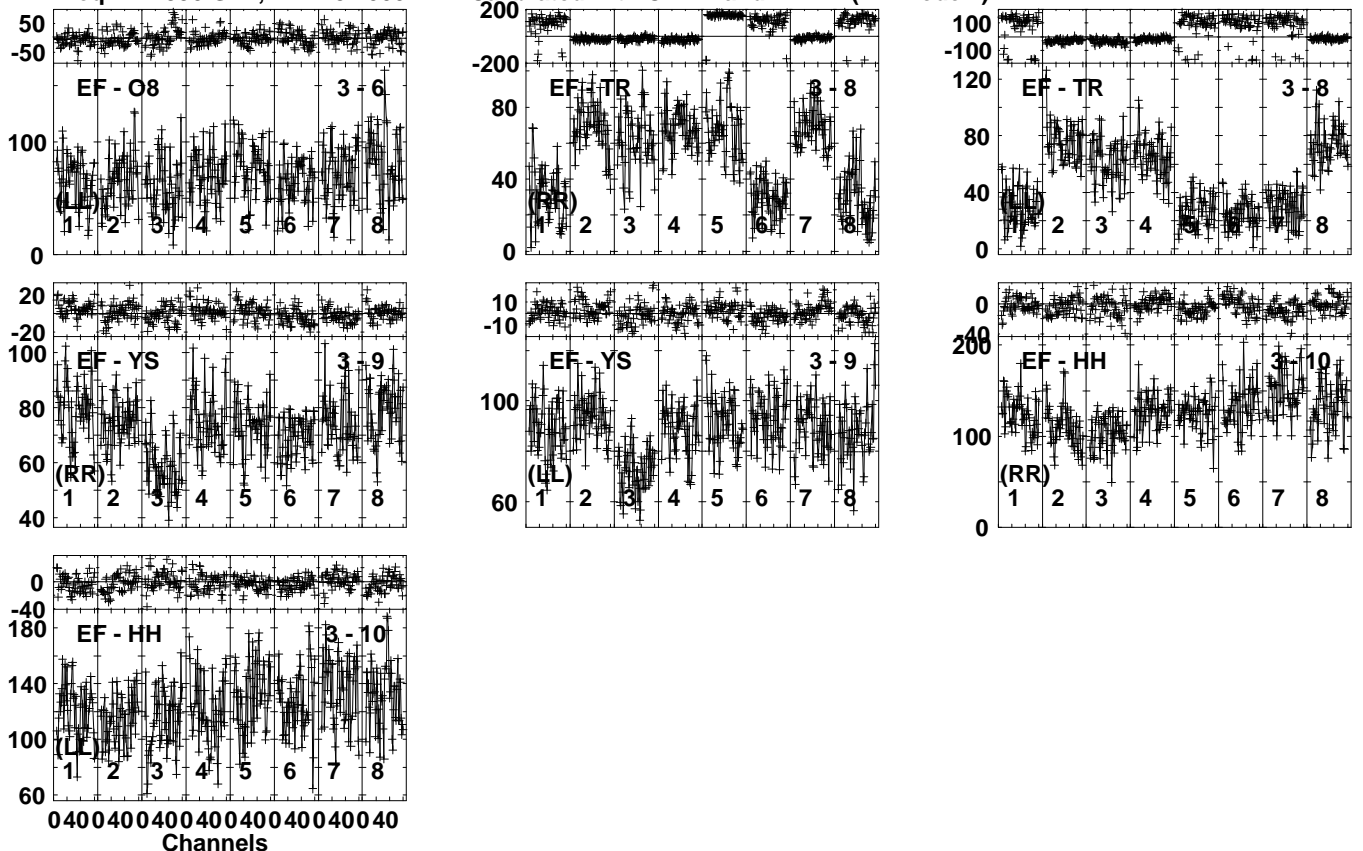 50
-50
EF - O8 3 - 6
100
(LL)
1 2 3 4 5 6 7 8
0
200
-200
EF - TR 3 - 8
80
40
(RR)
1 2 3 4 5 6 7 8
0
100
-100
120
EF - TR 3 - 8
80
40
(LL)
1 2 3 4 5 6 7 8
0
20
-20
100
EF - YS 3 - 9
80
60
(RR)
1 2 3 4 5 6 7 8
40
10
-10
EF - YS 3 - 9
100
(LL)
60
1 2 3 4 5 6 7 8
0
-40
200
EF - HH 3 - 10
100
(RR)
1 2 3 4 5 6 7 8
0
0
-40
180
EF - HH 3 - 10
140
100
(LL)
1 2 3 4 5 6 7 8
60
0 40 0 40 0 40 0 40 0 40 0 40 0 40 0 40
Channels